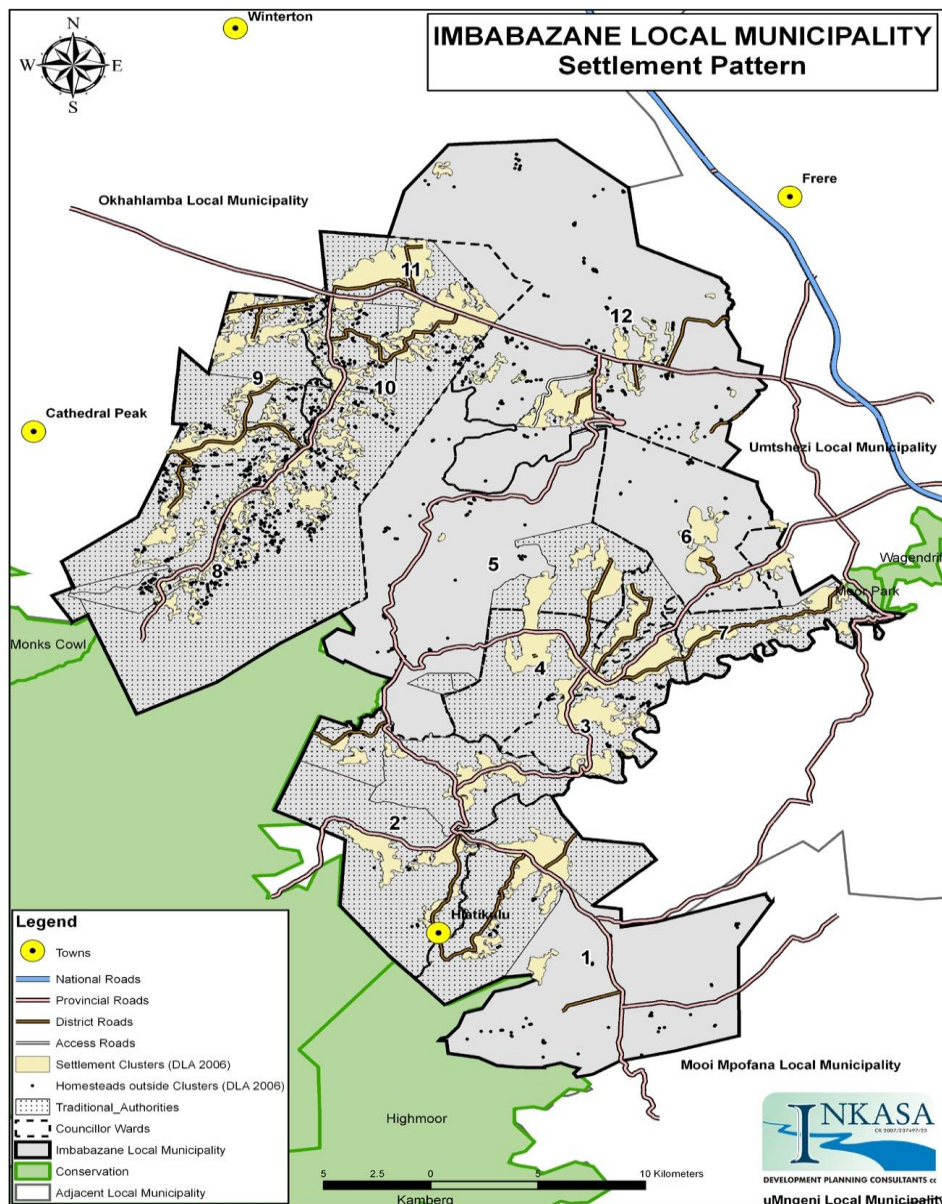 IMBABAZANE LOCAL MUNICIPALITY
Settlement Pattern
N
W
E
S
Winterton
Frere
Okhahlamba Local Municipality
11
12
9
10
Cathedral Peak
Umtshezi Local Municipality
6
5
8
Wagendrif
Moor Park
7
Monks Cowl
4
3
2
Hlatikulu
1
Mooi Mpofana Local Municipality
Highmoor
Kamberg
uMngeni Municipality
Legend
Towns
National Roads
Provincial Roads
District Roads
Access Roads
Settlement Clusters (DLA 2006)
Homesteads outside Clusters (DLA 2006)
Traditional_Authorities
Councillor Wards
Imbabazane Local Municipality
Conservation
Adjacent Local Municipality
5 2.5 0 5 10 Kilometers
INKASA
CK 2007/237497/23
DEVELOPMENT PLANNING CONSULTANTS cc